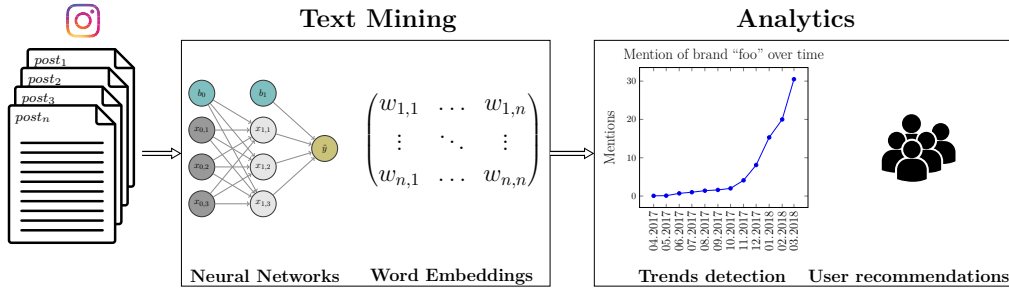 Text Mining
Analytics
post₁
post₂
post₃
postₙ
b₀ b₁
x₀,₁ x₁,₁
x₀,₂ x₁,₂
x₀,₃ x₁,₃
ŷ
w₁,₁ … w₁,ₙ
⋮ ⋱ ⋮
wₙ,₁ … wₙ,ₙ
Neural Networks
Word Embeddings
Mention of brand “foo” over time
Mentions
30
20
10
0
04.2017
05.2017
06.2017
07.2017
08.2017
09.2017
10.2017
11.2017
12.2017
01.2018
02.2018
03.2018
Trends detection
User recommendations